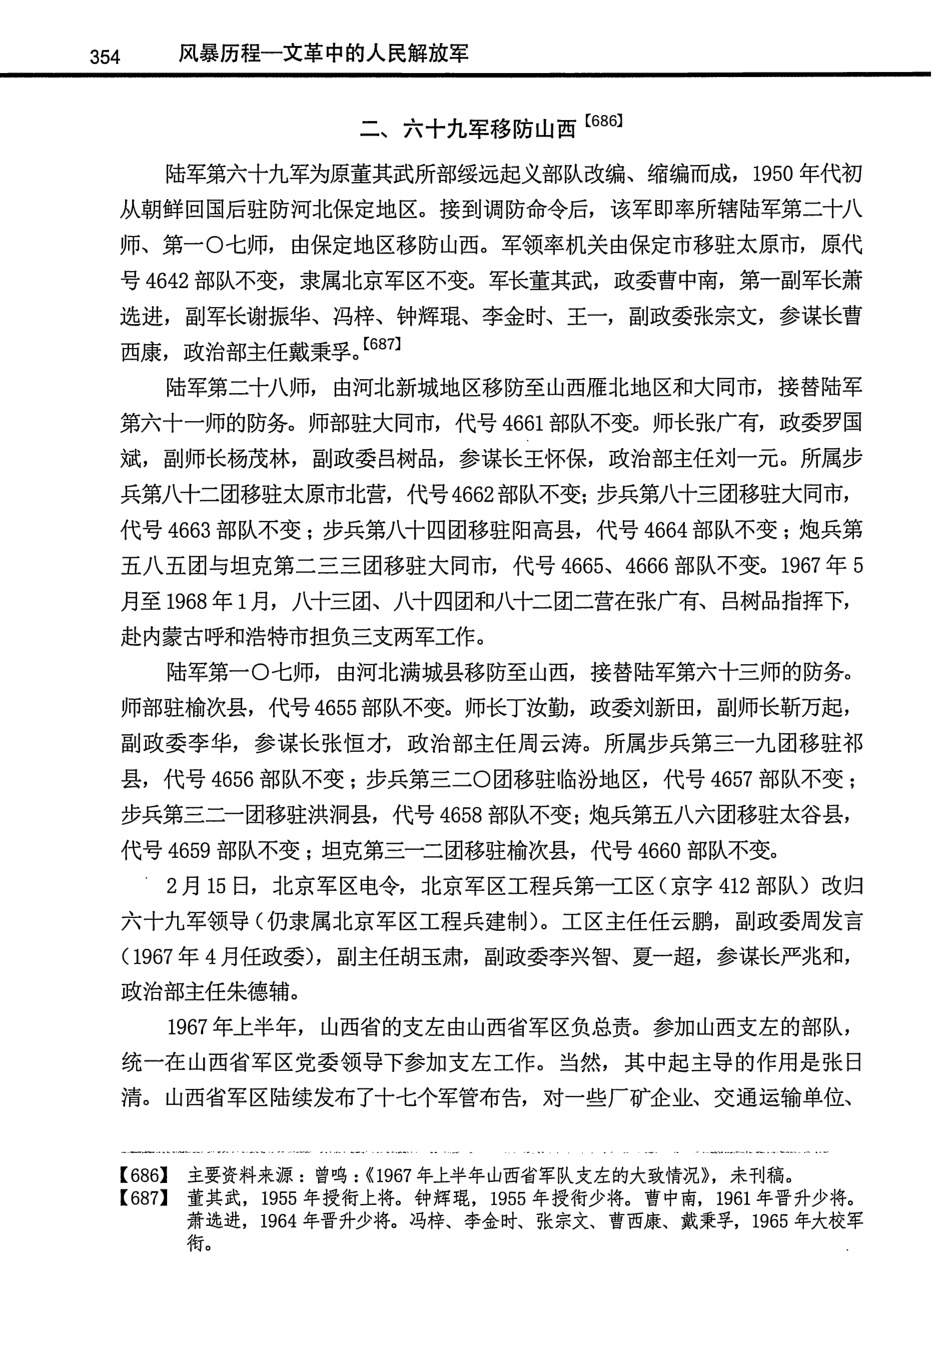 354 风暴历程—文革中的人民解放军
二、六十九军移防山西【686】
陆军第六十九军为原董其武所部绥远起义部队改编、缩编而成，1950 年代初
从朝鲜回国后驻防河北保定地区。接到调防命令后，该军即率所辖陆军第二十八
师、第一〇七师，由保定地区移防山西。军领率机关由保定市移驻太原市，原代
号 4642 部队不变，隶属北京军区不变。军长董其武，政委曹中南，第一副军长萧
选进，副军长谢振华、冯梓、钟辉琨、李金时、王一，副政委张宗文，参谋长曹
西康，政治部主任戴秉孚。【687】
陆军第二十八师，由河北新城地区移防至山西雁北地区和大同市，接替陆军
第六十一师的防务。师部驻大同市，代号 4661 部队不变。师长张广有，政委罗国
斌，副师长杨茂林，副政委吕树品，参谋长王怀保，政治部主任刘一元。所属步
兵第八十二团移驻太原市北营，代号 4662 部队不变；步兵第八十三团移驻大同市，
代号 4663 部队不变；步兵第八十四团移驻阳高县，代号 4664 部队不变；炮兵第
五八五团与坦克第二三三团移驻大同市，代号 4665、4666 部队不变。1967 年 5
月至 1968 年 1 月，八十三团、八十四团和八十二团二营在张广有、吕树品指挥下，
赴内蒙古呼和浩特市担负三支两军工作。
陆军第一〇七师，由河北满城县移防至山西，接替陆军第六十三师的防务。
师部驻榆次县，代号 4655 部队不变。师长丁汝勤，政委刘新田，副师长靳万起，
副政委李华，参谋长张恒才，政治部主任周云涛。所属步兵第三一九团移驻祁
县，代号 4656 部队不变；步兵第三二〇团移驻临汾地区，代号 4657 部队不变；
步兵第三二一团移驻洪洞县，代号 4658 部队不变；炮兵第五八六团移驻太谷县，
代号 4659 部队不变；坦克第三一二团移驻榆次县，代号 4660 部队不变。
2 月 15 日，北京军区电令，北京军区工程兵第一工区（京字 412 部队）改归
六十九军领导（仍隶属北京军区工程兵建制）。工区主任任云鹏，副政委周发言
（1967 年 4 月任政委），副主任胡玉肃，副政委李兴智、夏一超，参谋长严兆和，
政治部主任朱德辅。
1967 年上半年，山西省的支左由山西省军区负总责。参加山西支左的部队，
统一在山西省军区党委领导下参加支左工作。当然，其中起主导的作用是张日
清。山西省军区陆续发布了十七个军管布告，对一些厂矿企业、交通运输单位、
【686】 主要资料来源：曾鸣：《1967 年上半年山西省军队支左的大致情况》，未刊稿。
【687】 董其武，1955 年授衔上将。钟辉琨，1955 年授衔少将。曹中南，1961 年晋升少将。
萧选进，1964 年晋升少将。冯梓、李金时、张宗文、曹西康、戴秉孚，1965 年大校军
衔。